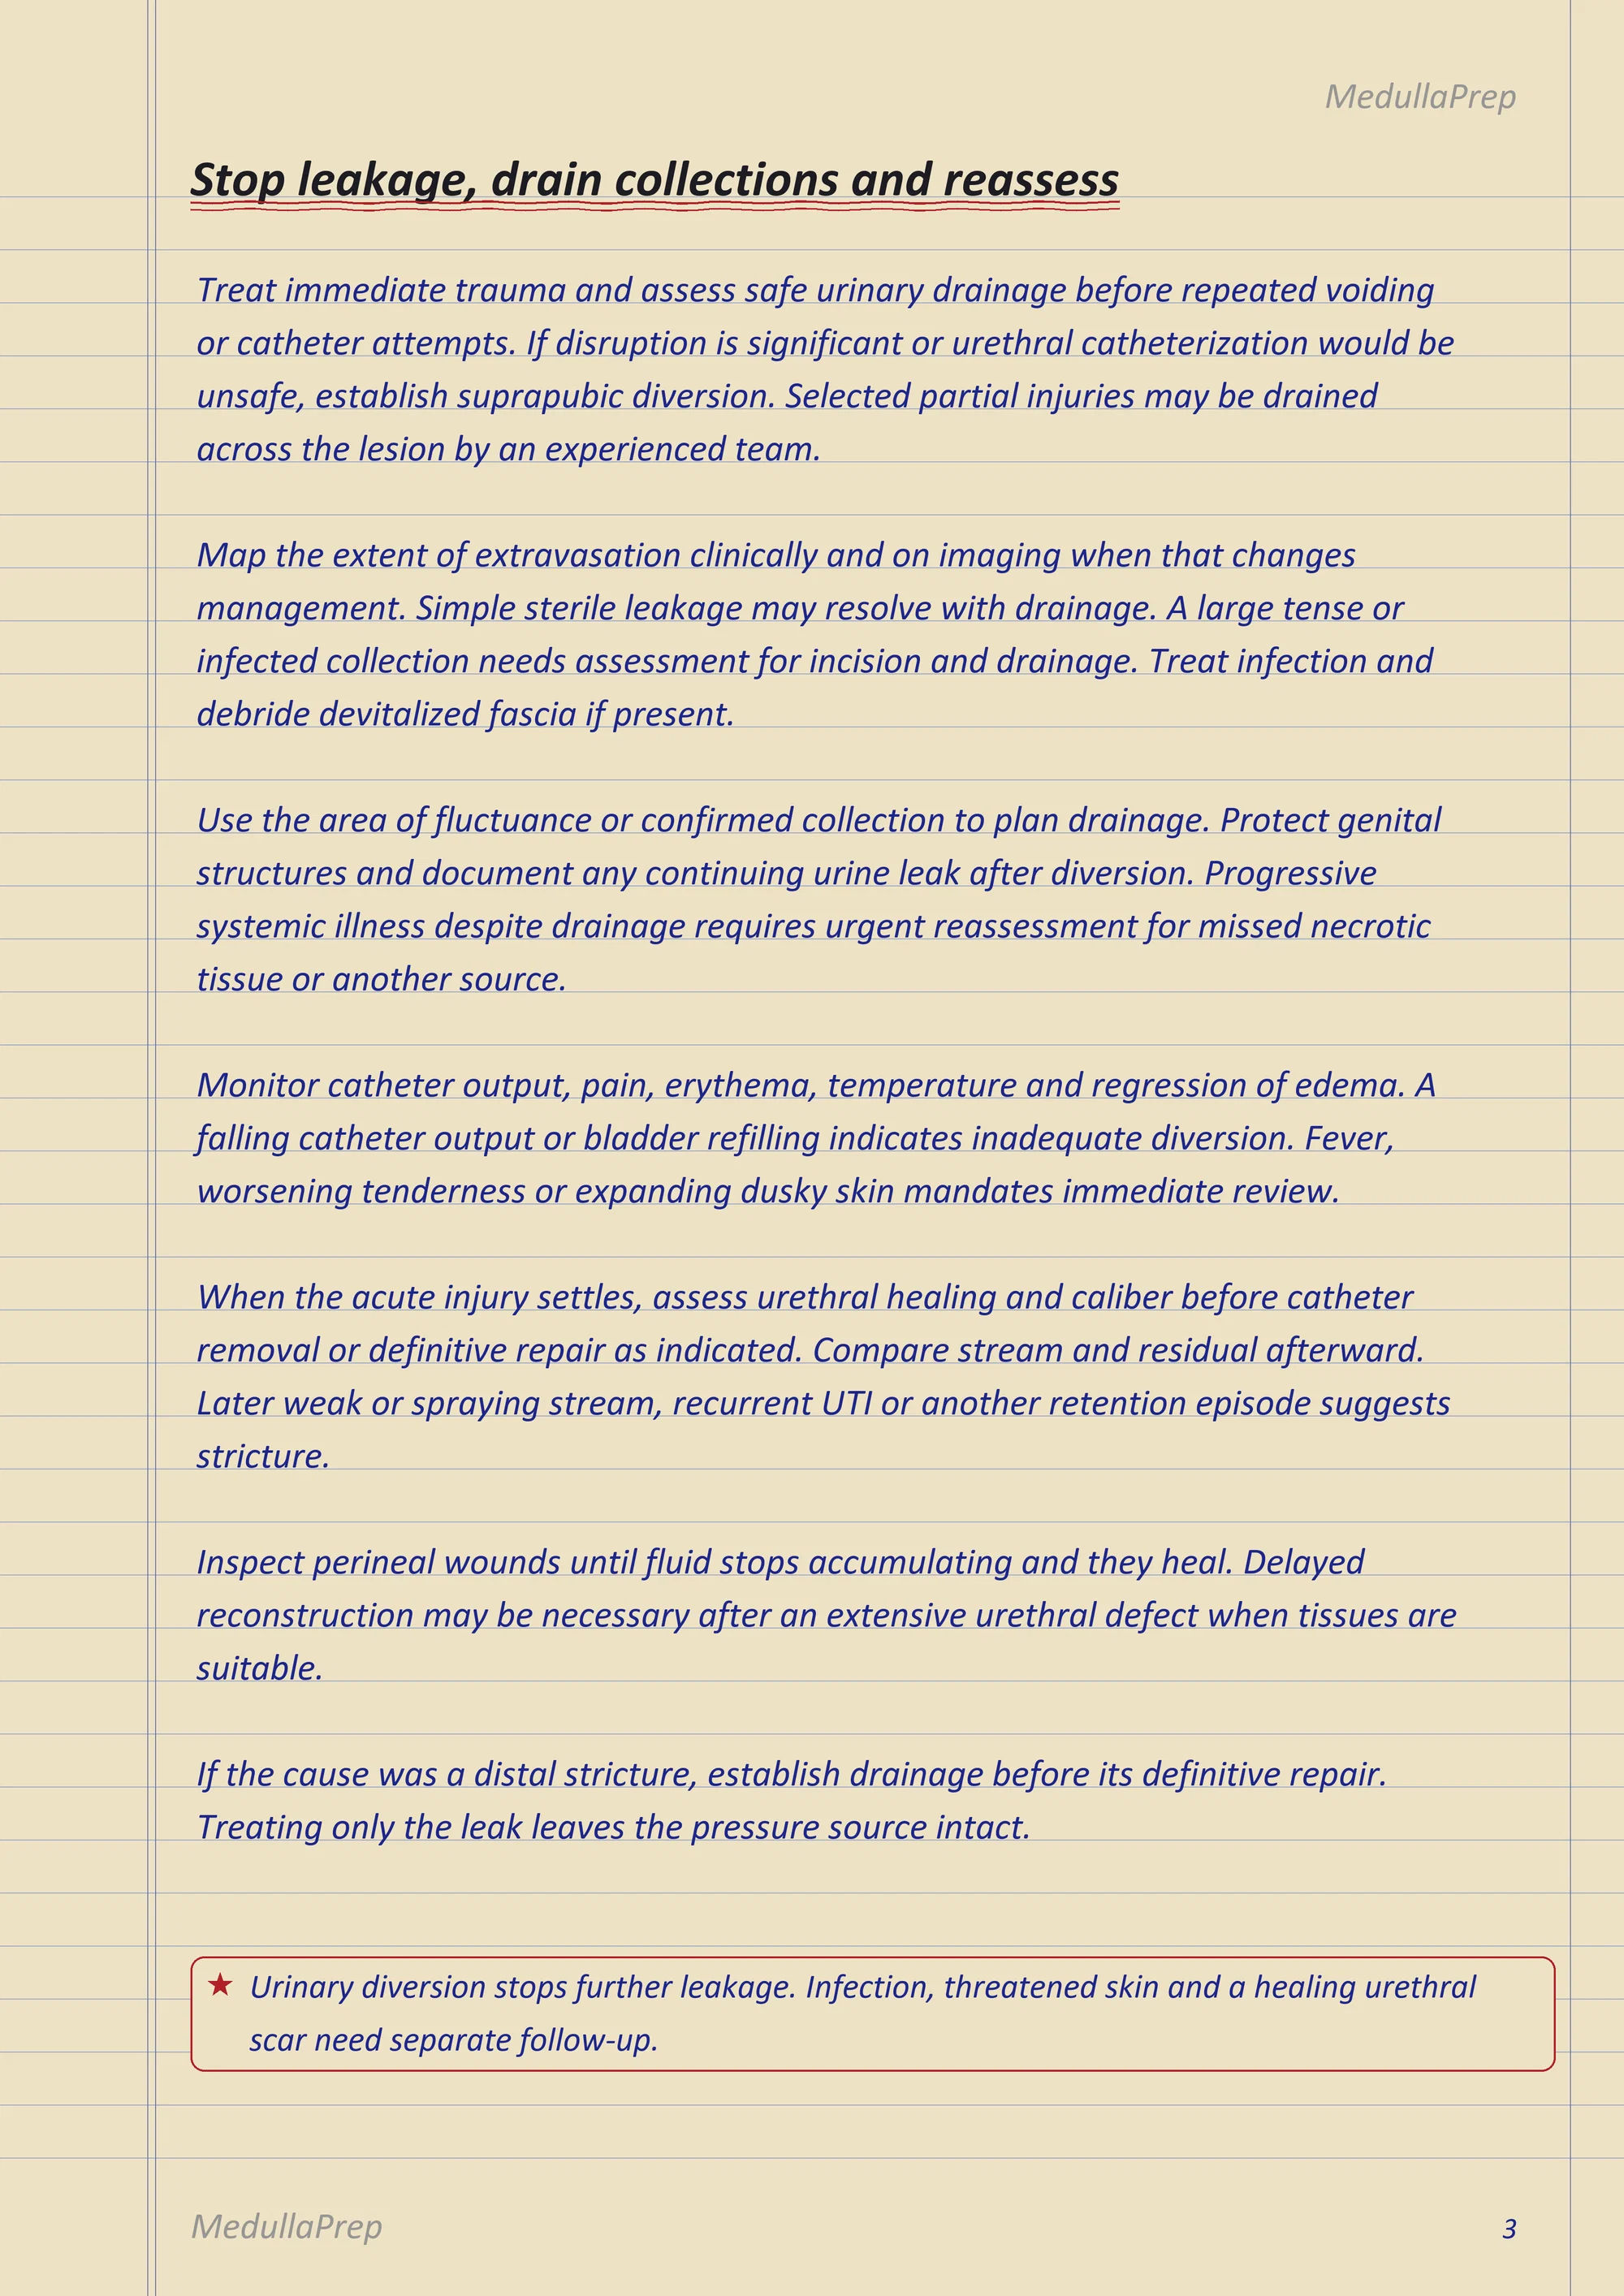 MedullaPrep
Stop leakage, drain collections and reassess
Treat immediate trauma and assess safe urinary drainage before repeated voiding
or catheter attempts. If disruption is significant or urethral catheterization would be
unsafe, establish suprapubic diversion. Selected partial injuries may be drained
across the lesion by an experienced team.
Map the extent of extravasation clinically and on imaging when that changes
management. Simple sterile leakage may resolve with drainage. A large tense or
infected collection needs assessment for incision and drainage. Treat infection and
debride devitalized fascia if present.
Use the area of fluctuance or confirmed collection to plan drainage. Protect genital
structures and document any continuing urine leak after diversion. Progressive
systemic illness despite drainage requires urgent reassessment for missed necrotic
tissue or another source.
Monitor catheter output, pain, erythema, temperature and regression of edema. A
falling catheter output or bladder refilling indicates inadequate diversion. Fever,
worsening tenderness or expanding dusky skin mandates immediate review.
When the acute injury settles, assess urethral healing and caliber before catheter
removal or definitive repair as indicated. Compare stream and residual afterward.
Later weak or spraying stream, recurrent UTI or another retention episode suggests
stricture.
Inspect perineal wounds until fluid stops accumulating and they heal. Delayed
reconstruction may be necessary after an extensive urethral defect when tissues are
suitable.
If the cause was a distal stricture, establish drainage before its definitive repair.
Treating only the leak leaves the pressure source intact.
★ Urinary diversion stops further leakage. Infection, threatened skin and a healing urethral
scar need separate follow-up.
MedullaPrep
3